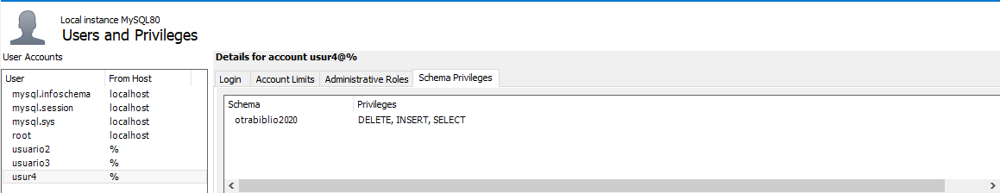 Local instance MySQL80
Users and Privileges
User Accounts
User From Host
mysql.infoschema localhost
mysql.session localhost
mysql.sys localhost
root localhost
usuario2 %
usuario3 %
usur4 %
Details for account usur4@%
Login Account Limits Administrative Roles Schema Privileges
Schema Privileges
otrabiblio2020 DELETE, INSERT, SELECT